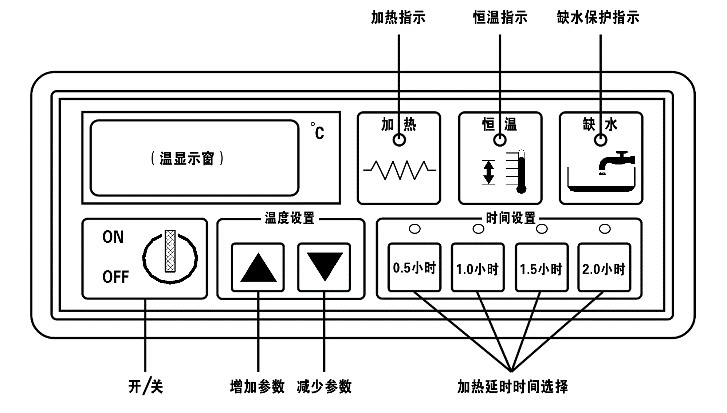 加热指示 恒温指示 缺水保护指示
(温显示窗) °C 加热 恒温 缺水
ON
OFF
温度设置 时间设置
0.5小时 1.0小时 1.5小时 2.0小时
开/关 增加参数 减少参数 加热延时时间选择